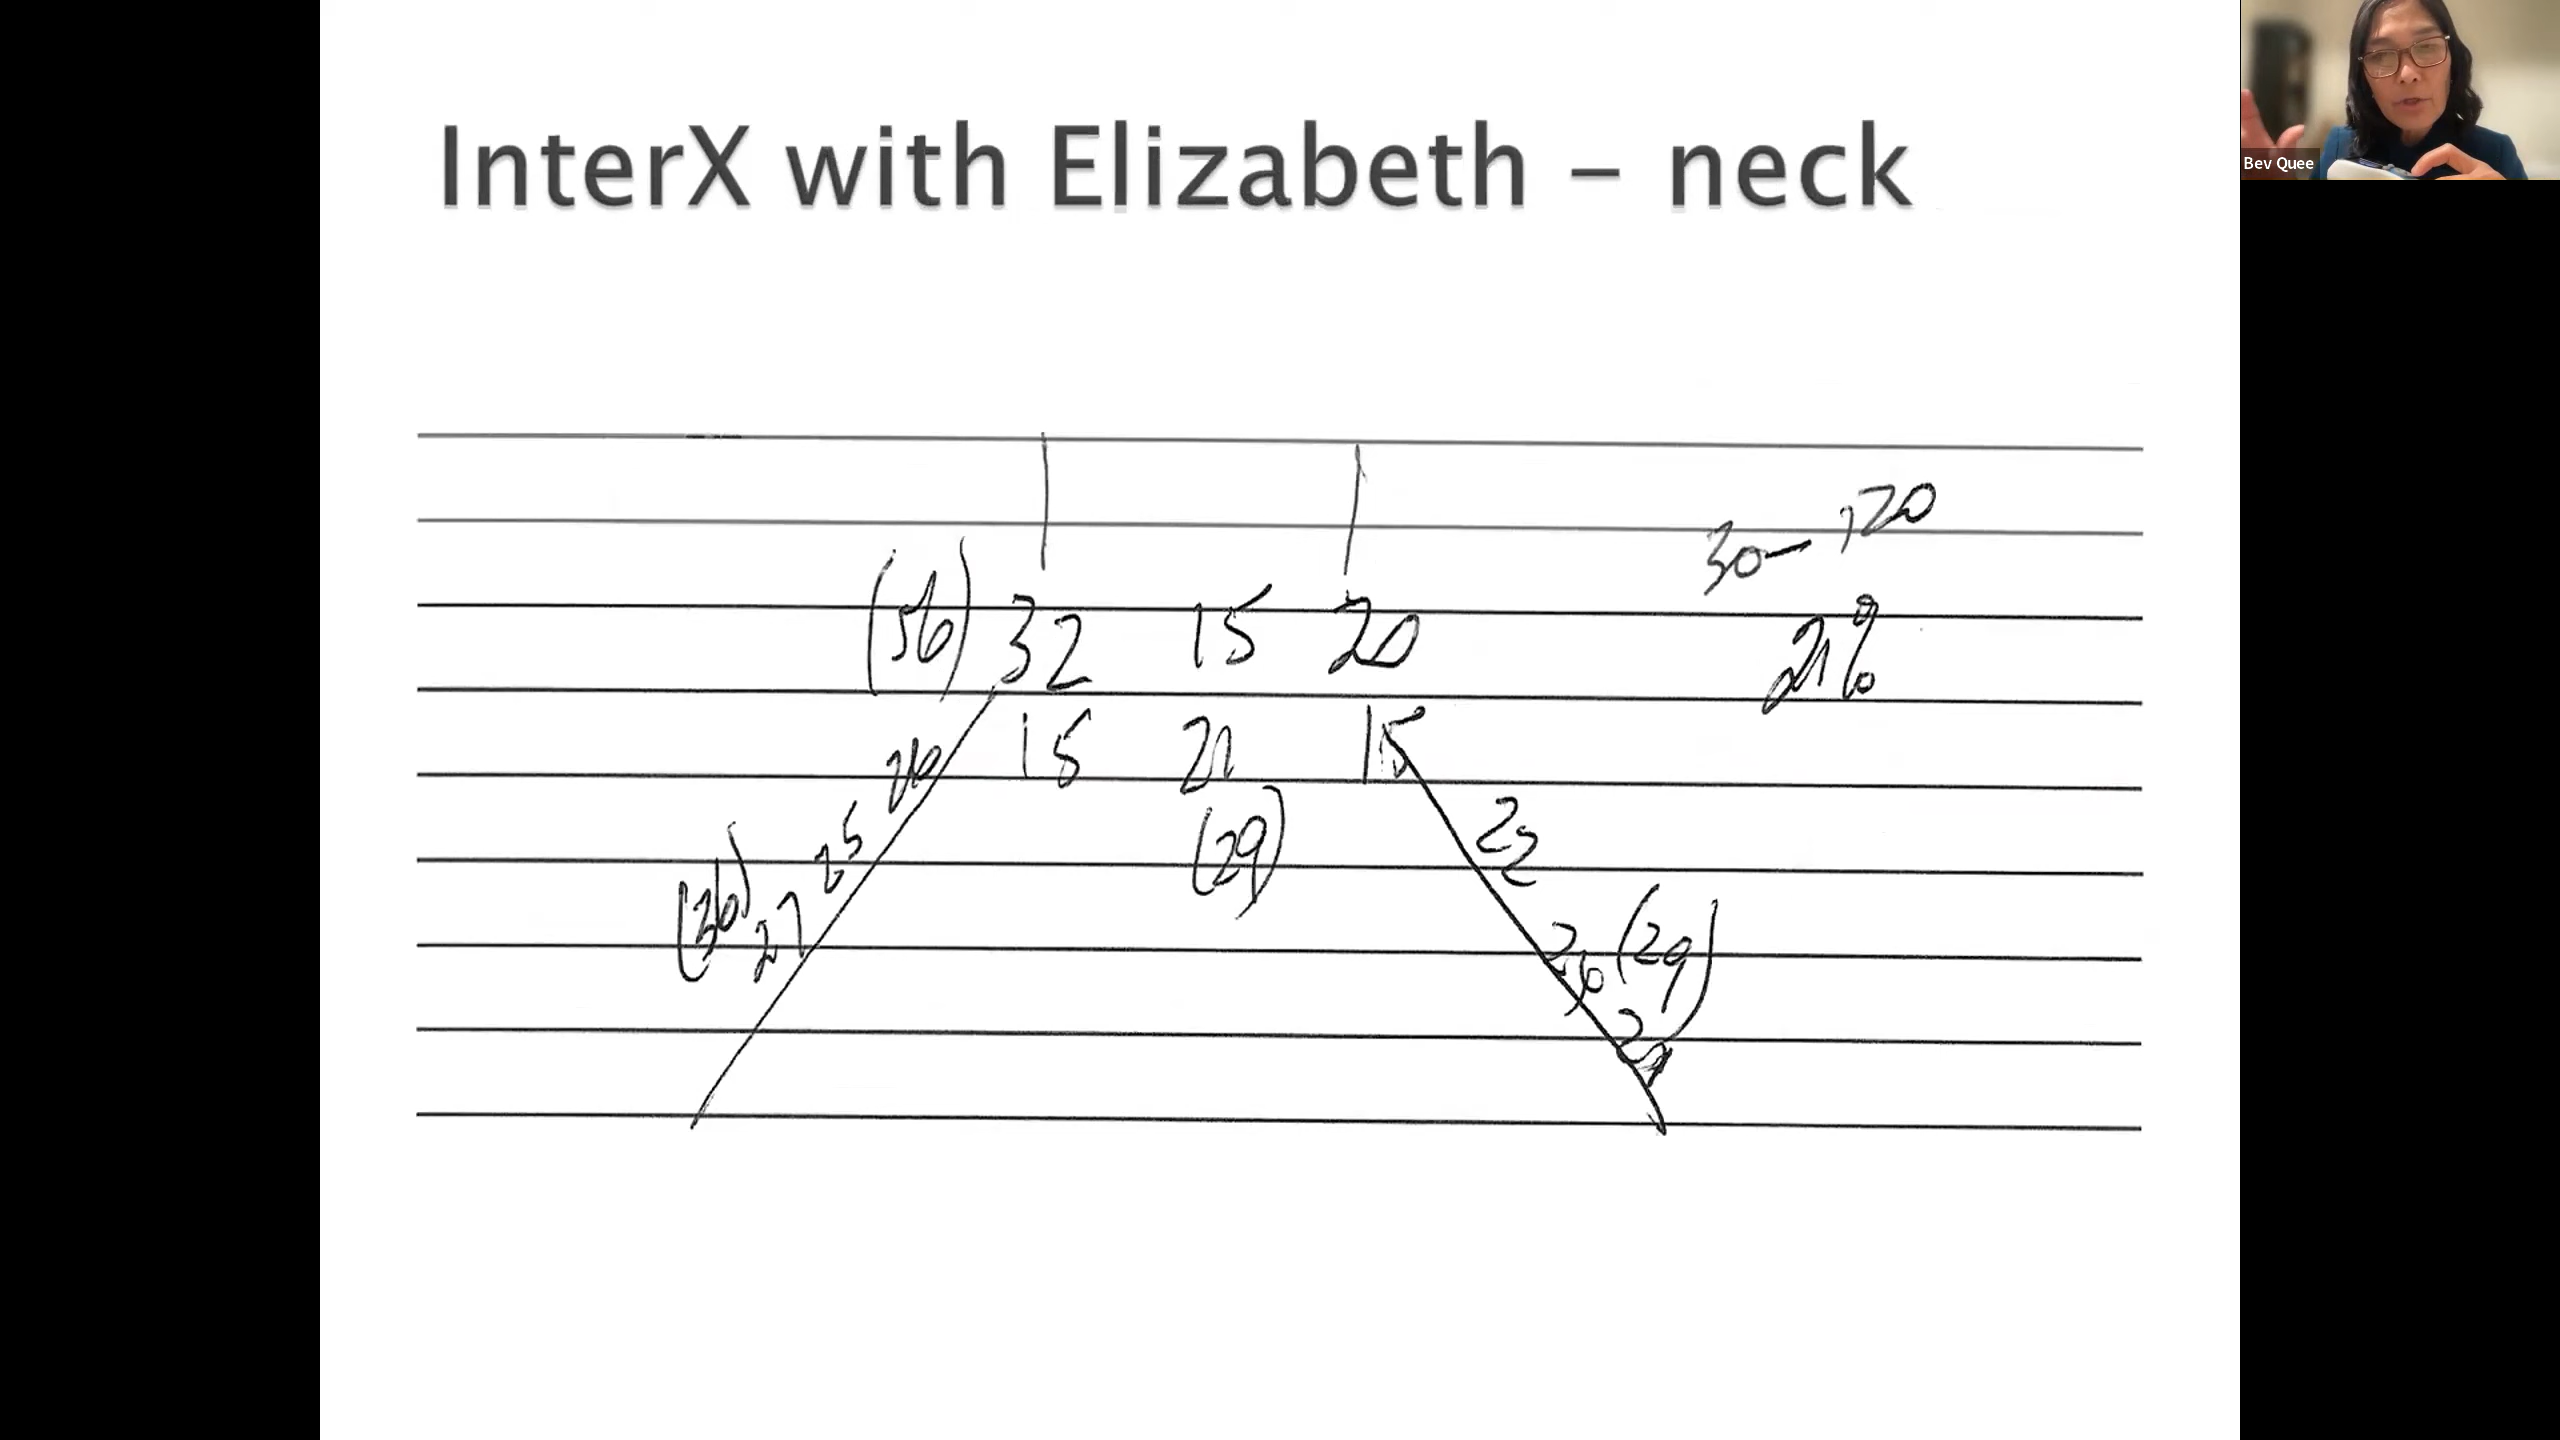 InterX with Elizabeth – neck
Bev Quee
30 – 120
(56) 32 15 20
21%
15 21 15
26
25
(29)
22
27
26 (29)